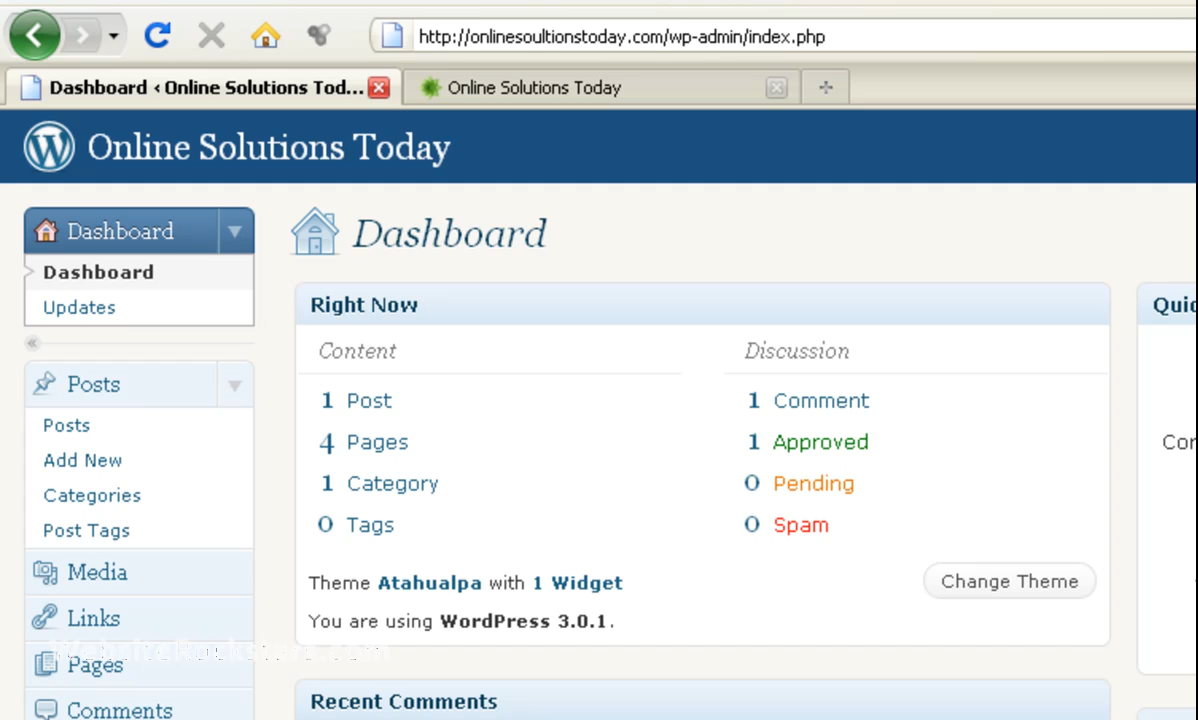 http://onlinesoultionstoday.com/wp-admin/index.php
Dashboard ‹ Online Solutions Tod...
Online Solutions Today
Online Solutions Today
Dashboard
Dashboard
Updates
Posts
Posts
Add New
Categories
Post Tags
Media
Links
Pages
Comments
Dashboard
Right Now
Content
1 Post
4 Pages
1 Category
0 Tags
Discussion
1 Comment
1 Approved
0 Pending
0 Spam
Theme Atahualpa with 1 Widget
Change Theme
You are using WordPress 3.0.1.
Recent Comments